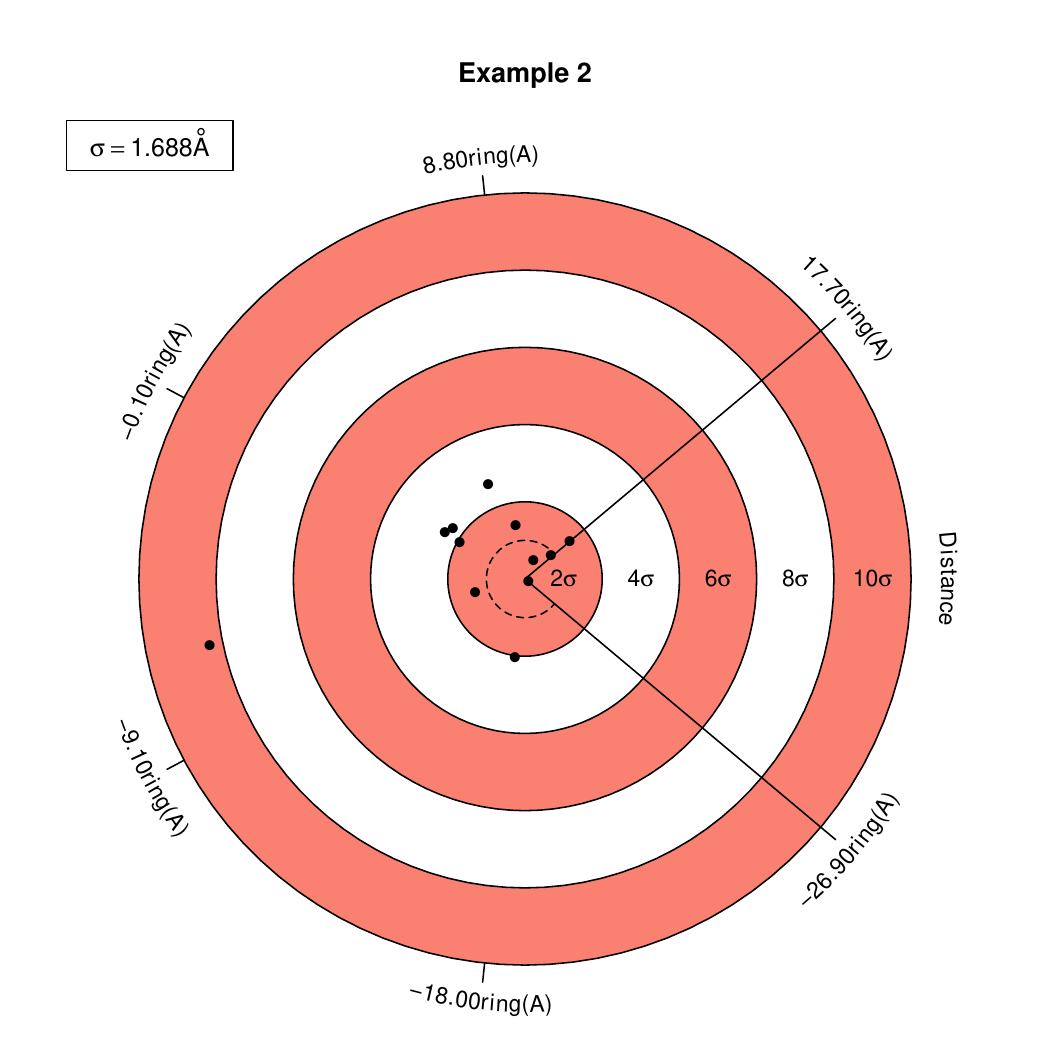 Example 2
σ = 1.688Å
8.80ring(A)
17.70ring(A)
−0.10ring(A)
Distance
2σ 4σ 6σ 8σ 10σ
−9.10ring(A)
−26.90ring(A)
−18.00ring(A)